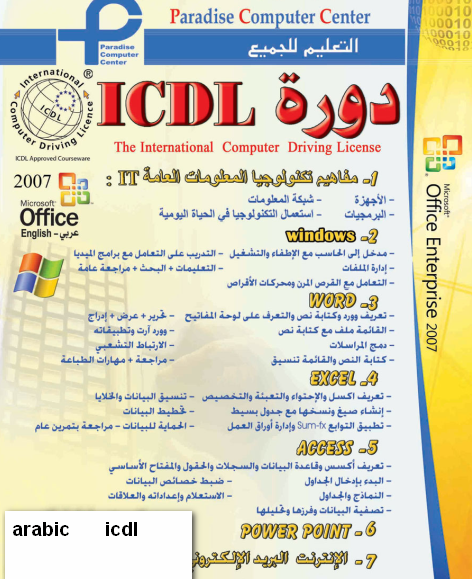 Paradise Computer Center
Paradise
Computer
Center
التعليم للجميع
International
Computer Driving Licence
ICDL
®
ICDL Approved Courseware
دورة ICDL
The International Computer Driving License
2007
Microsoft
Office
English - عربي
1- مفاهيم تكنولوجيا المعلومات العامة IT :
- الأجهزة - شبكة المعلومات
- البرمجيات - استعمال التكنولوجيا في الحياة اليومية
2- windows
- مدخل إلى الحاسب مع الإطفاء والتشغيل - التدريب على التعامل مع برامج الميديا
- إدارة الملفات - التعليمات + البحث + مراجعة عامة
- التعامل مع القرص المرن ومحركات الأقراص
3- WORD
- تعريف وورد وكتابة نص والتعرف على لوحة المفاتيح - تحرير + عرض + إدراج
- القائمة ملف مع كتابة نص - وورد آرت وتطبيقاته
- دمج المراسلات - الارتباط التشعبي
- كتابة النص والقائمة تنسيق - مراجعة + مهارات الطباعة
4- EXCEL
- تعريف اكسل والإحتواء والتعبئة والتخصيص - تنسيق البيانات والخلايا
- إنشاء صيغ ونسخها مع جدول بسيط - تخطيط البيانات
- تطبيق التوابع Sum-fx وإدارة أوراق العمل - الحماية للبيانات - مراجعة بتمرين عام
5- ACCESS
- تعريف أكسس وقاعدة البيانات والسجلات والحقول والمفتاح الأساسي
- البدء بإدخال الجداول - ضبط خصائص البيانات
- النماذج والجداول - الاستعلام وإعداداته والعلاقات
- تصفية البيانات وفرزها وتحليلها
6- POWER POINT
7- الإنترنت البريد الإلكتروني
Microsoft®
Office Enterprise 2007
arabic icdl